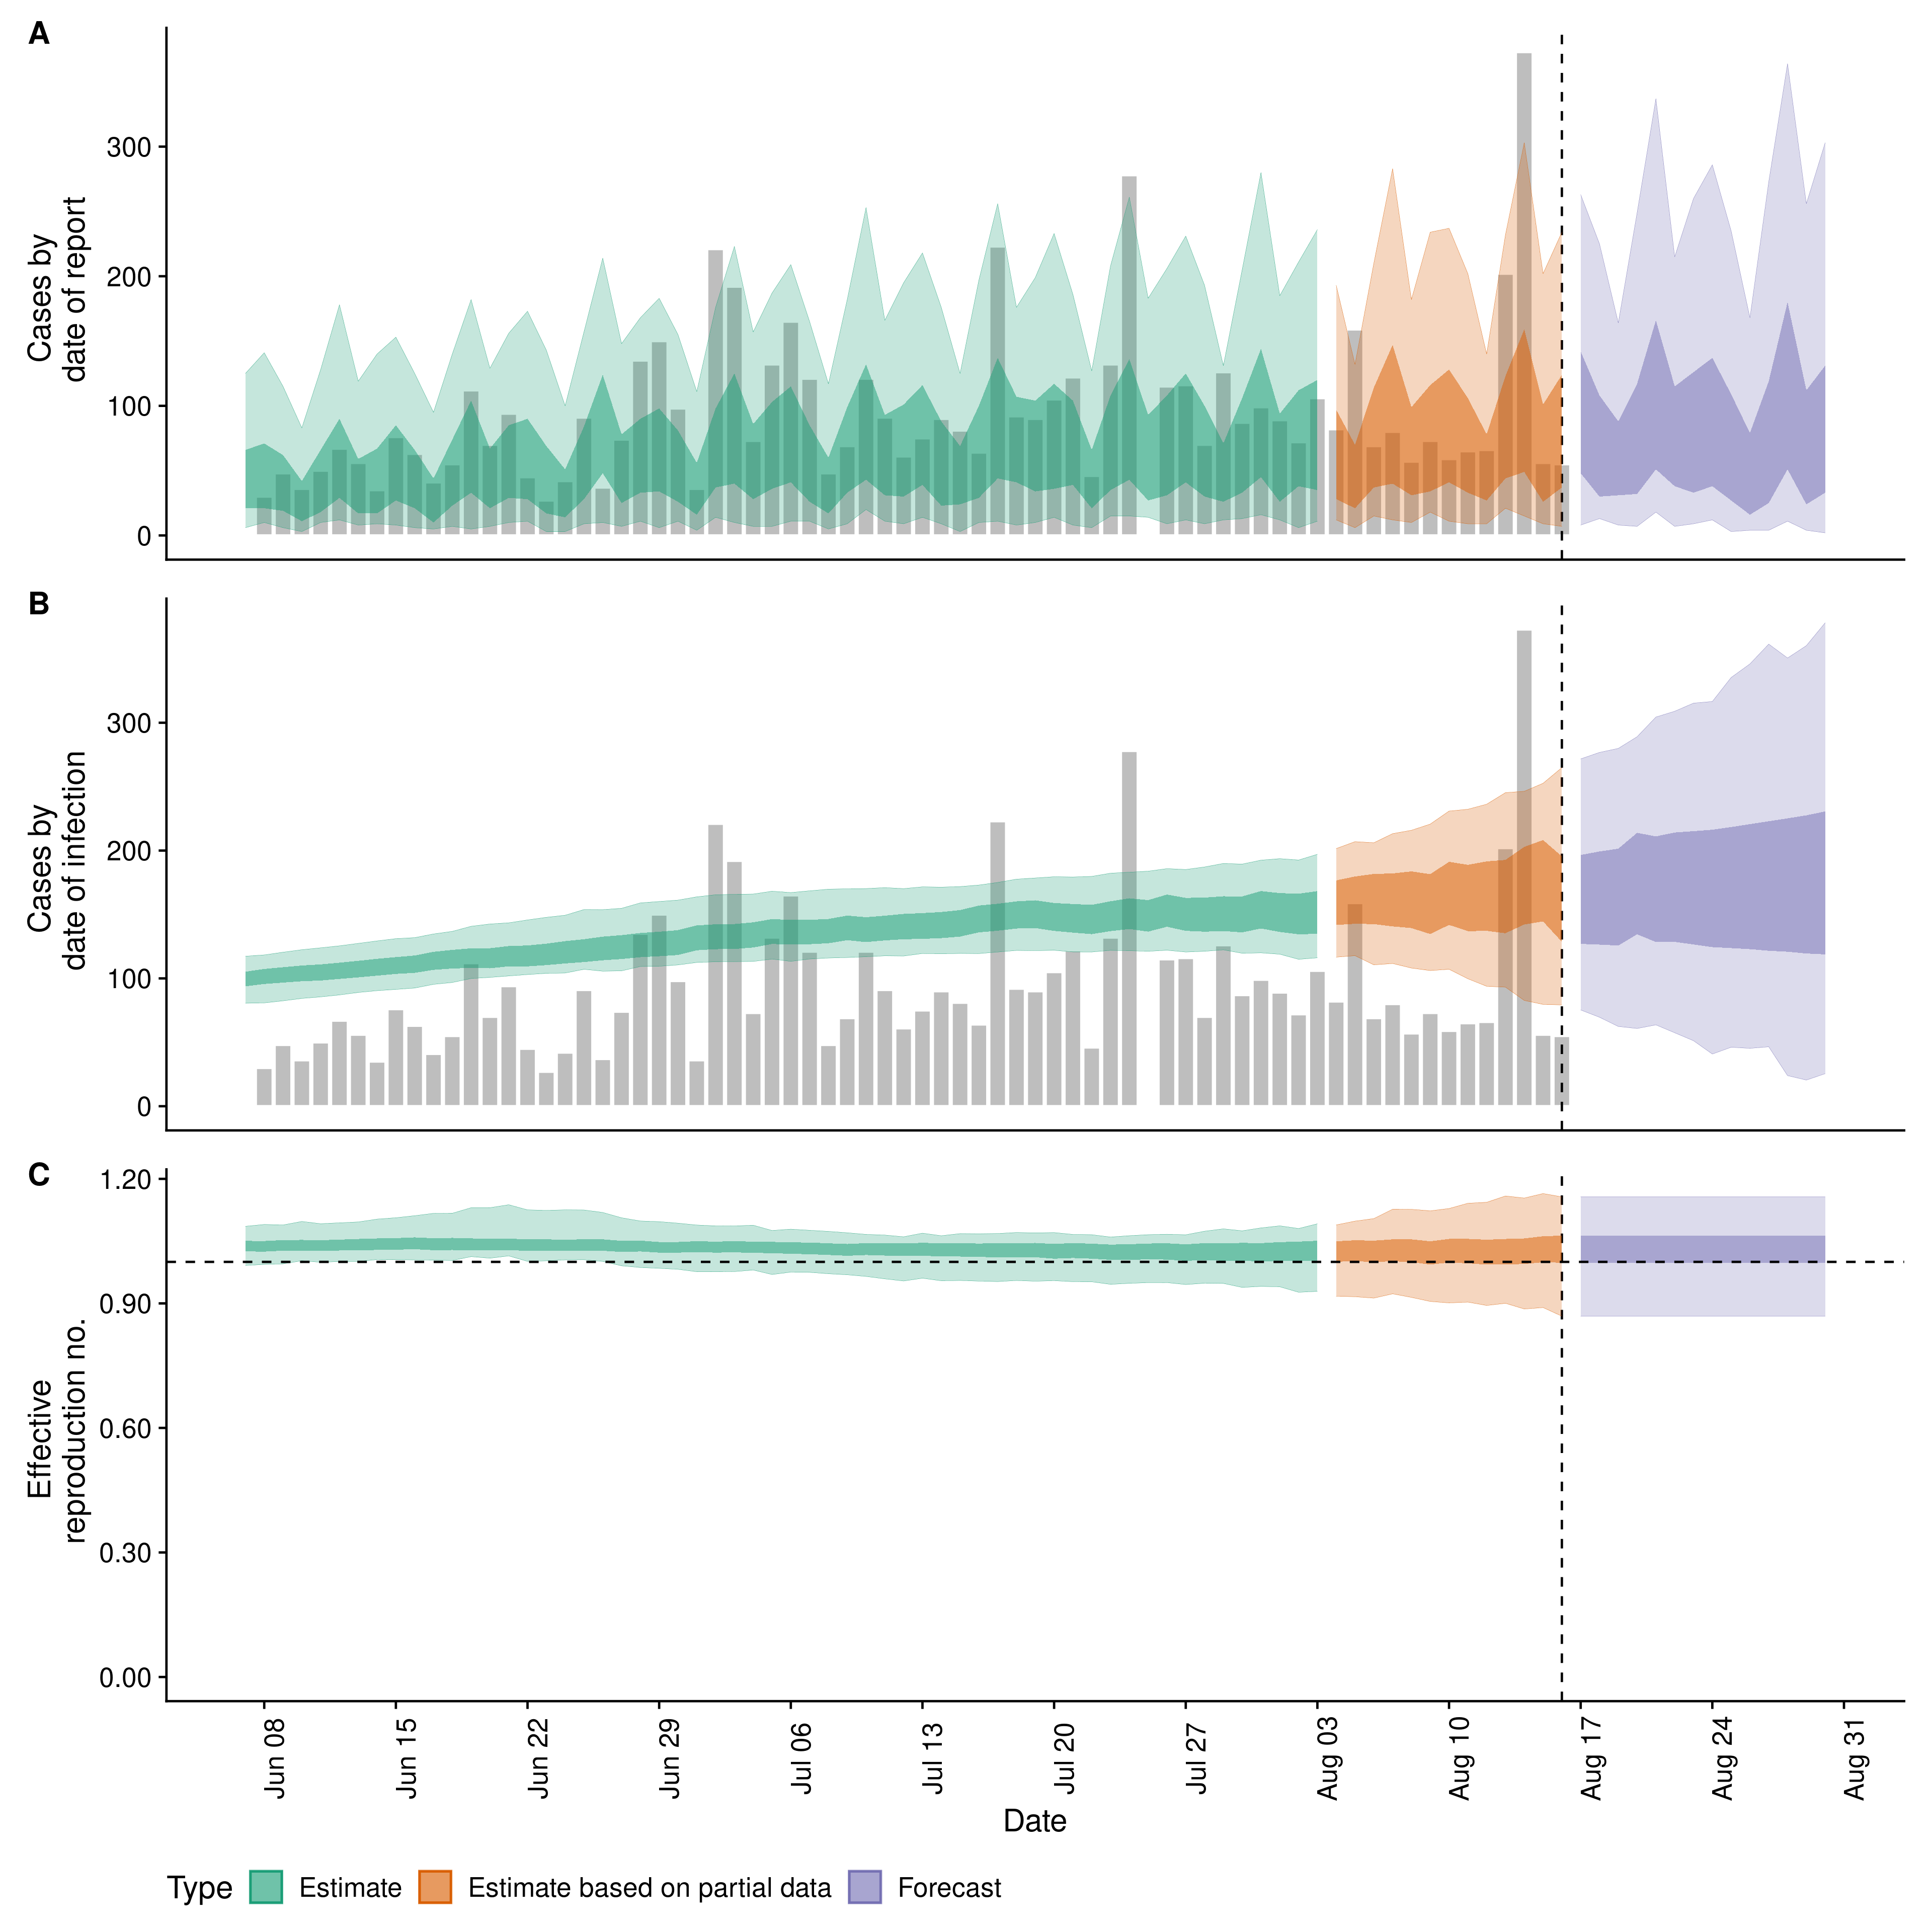 A
Cases by
date of report
300
200
100
0
B
Cases by
date of infection
300
200
100
0
C
Effective
reproduction no.
1.20
0.90
0.60
0.30
0.00
Jun 08
Jun 15
Jun 22
Jun 29
Jul 06
Jul 13
Jul 20
Jul 27
Aug 03
Aug 10
Aug 17
Aug 24
Aug 31
Date
Type Estimate Estimate based on partial data Forecast